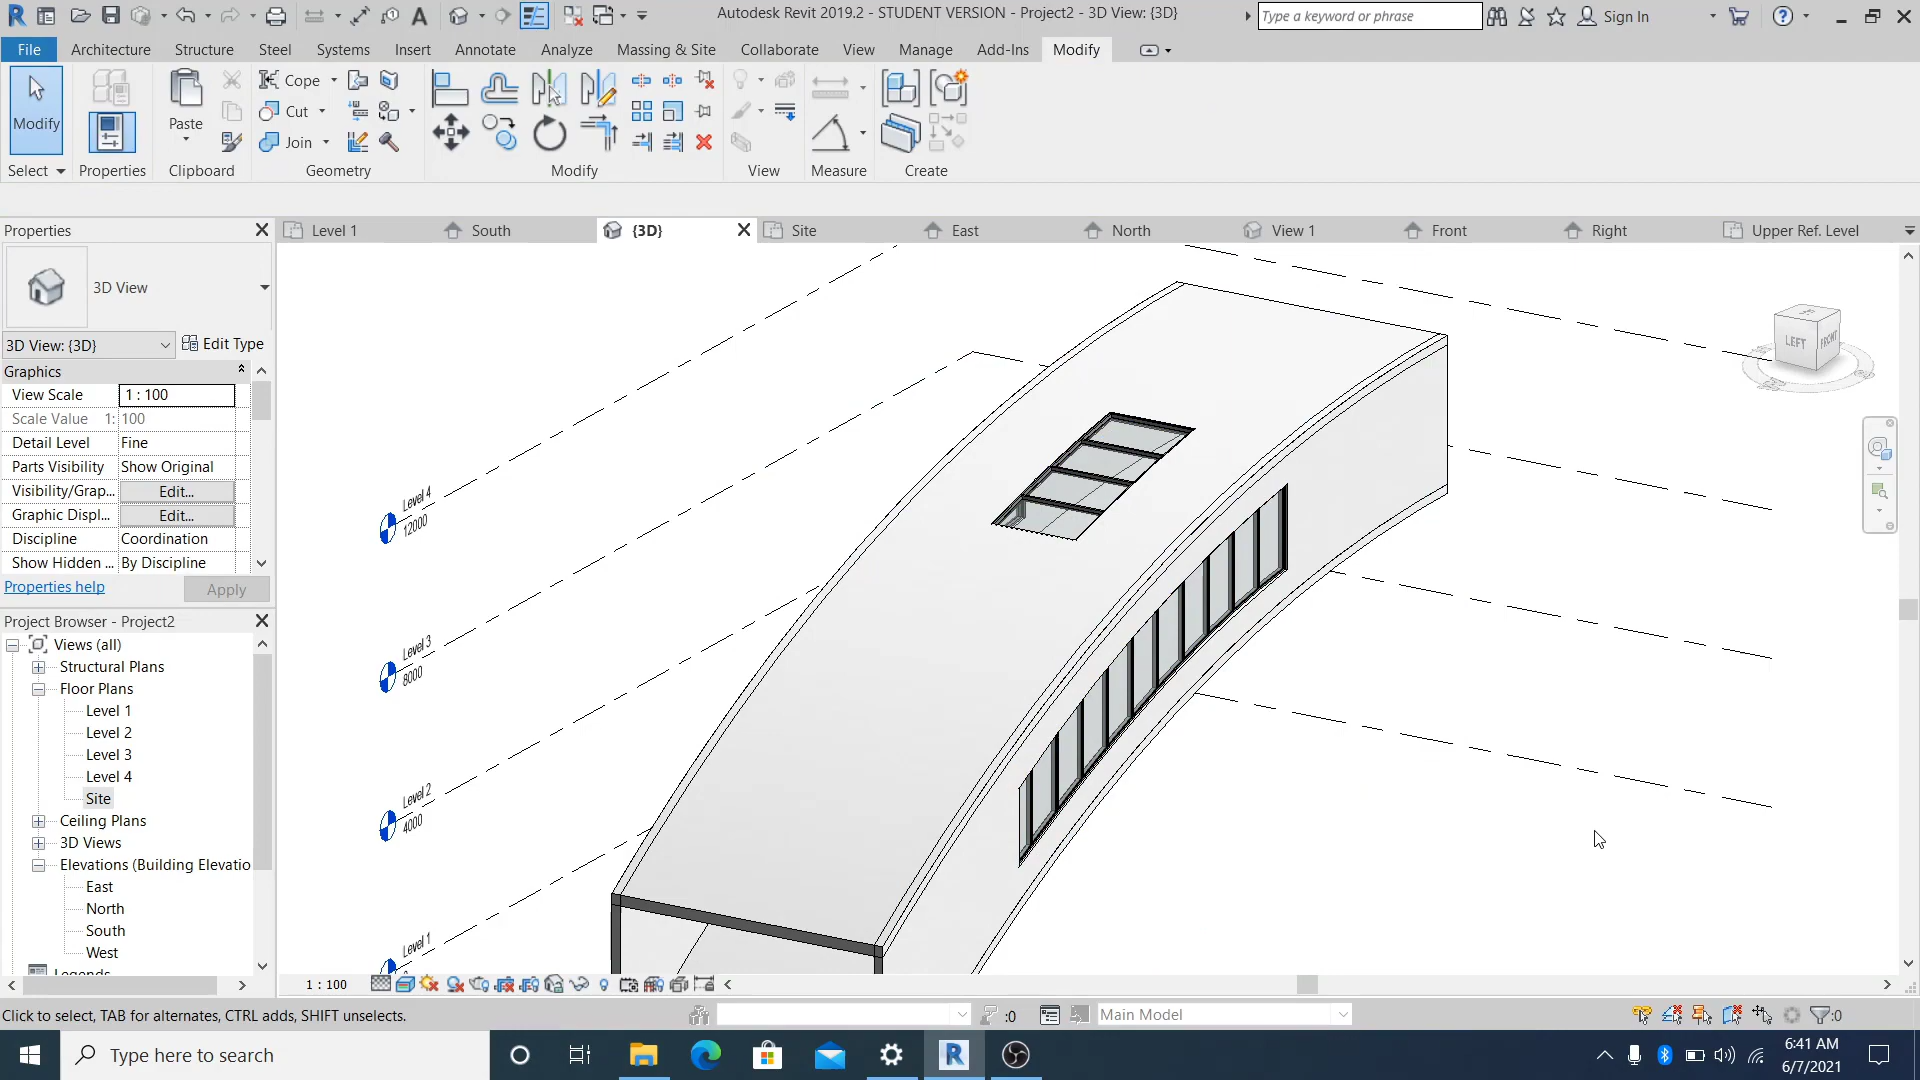 Autodesk Revit 2019.2 - STUDENT VERSION - Project2 - 3D View: {3D}
Type a keyword or phrase
Sign In
File
Architecture
Structure
Steel
Systems
Insert
Annotate
Analyze
Massing & Site
Collaborate
View
Manage
Add-Ins
Modify
Modify
Paste
Cope
Cut
Join
Select
Properties
Clipboard
Geometry
Modify
View
Measure
Create
Properties
Level 1
South
{3D}
Site
East
North
View 1
Front
Right
Upper Ref. Level
3D View
3D View: {3D}
Edit Type
Graphics
View Scale
1 : 100
Scale Value 1:
100
Detail Level
Fine
Parts Visibility
Show Original
Visibility/Grap...
Edit...
Graphic Displ...
Edit...
Discipline
Coordination
Show Hidden ...
By Discipline
Properties help
Apply
Project Browser - Project2
Views (all)
Structural Plans
Floor Plans
Level 1
Level 2
Level 3
Level 4
Site
Ceiling Plans
3D Views
Elevations (Building Elevatio
East
North
South
West
Legends
Level 4
12000
Level 3
8000
Level 2
4000
Level 1
LEFT
FRONT
1 : 100
Click to select, TAB for alternates, CTRL adds, SHIFT unselects.
:0
Main Model
:0
Type here to search
6:41 AM
6/7/2021